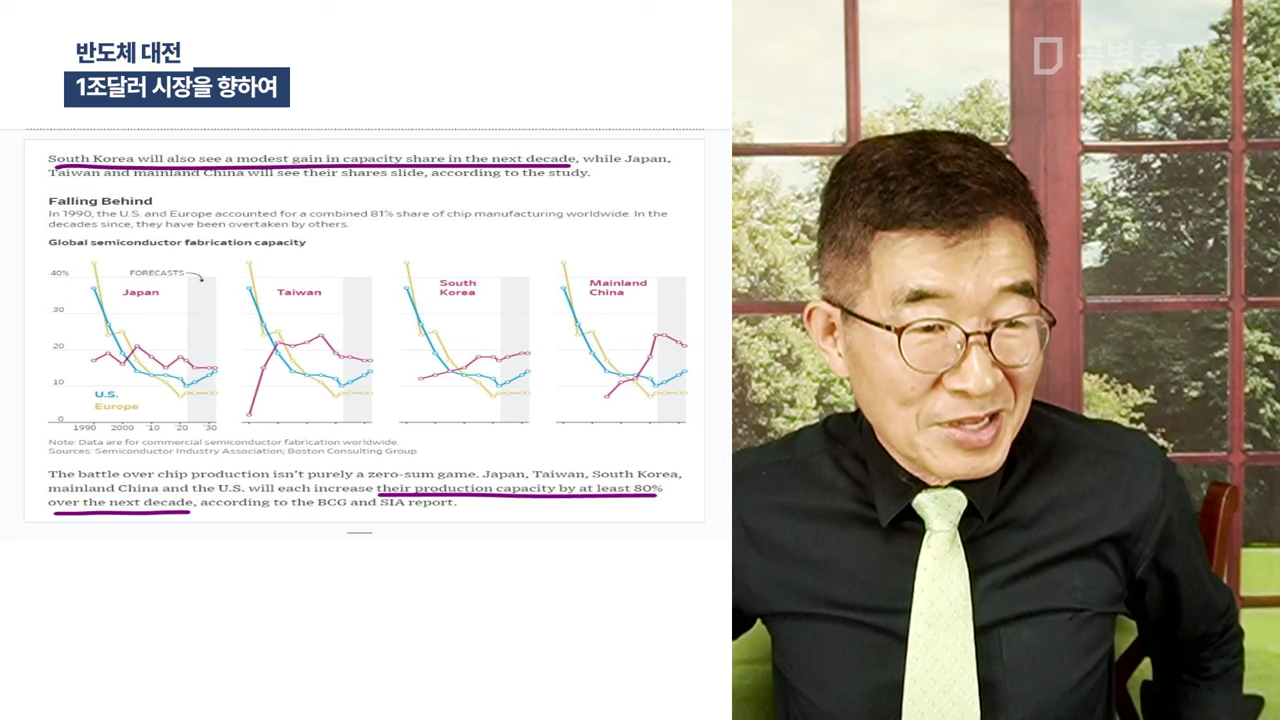 반도체 대전
1조달러 시장을 향하여
공병호TV
South Korea will also see a modest gain in capacity share in the next decade, while Japan,
Taiwan and mainland China will see their shares slide, according to the study.
Falling Behind
In 1990, the U.S. and Europe accounted for a combined 81% share of chip manufacturing worldwide. In the
decades since, they have been overtaken by others.
Global semiconductor fabrication capacity
40%
30
20
10
0
FORECASTS
Japan
U.S.
Europe
1990 2000 '10 '20 '30
Taiwan
South
Korea
Mainland
China
Note: Data are for commercial semiconductor fabrication worldwide.
Sources: Semiconductor Industry Association; Boston Consulting Group
The battle over chip production isn't purely a zero-sum game. Japan, Taiwan, South Korea,
mainland China and the U.S. will each increase their production capacity by at least 80%
over the next decade, according to the BCG and SIA report.